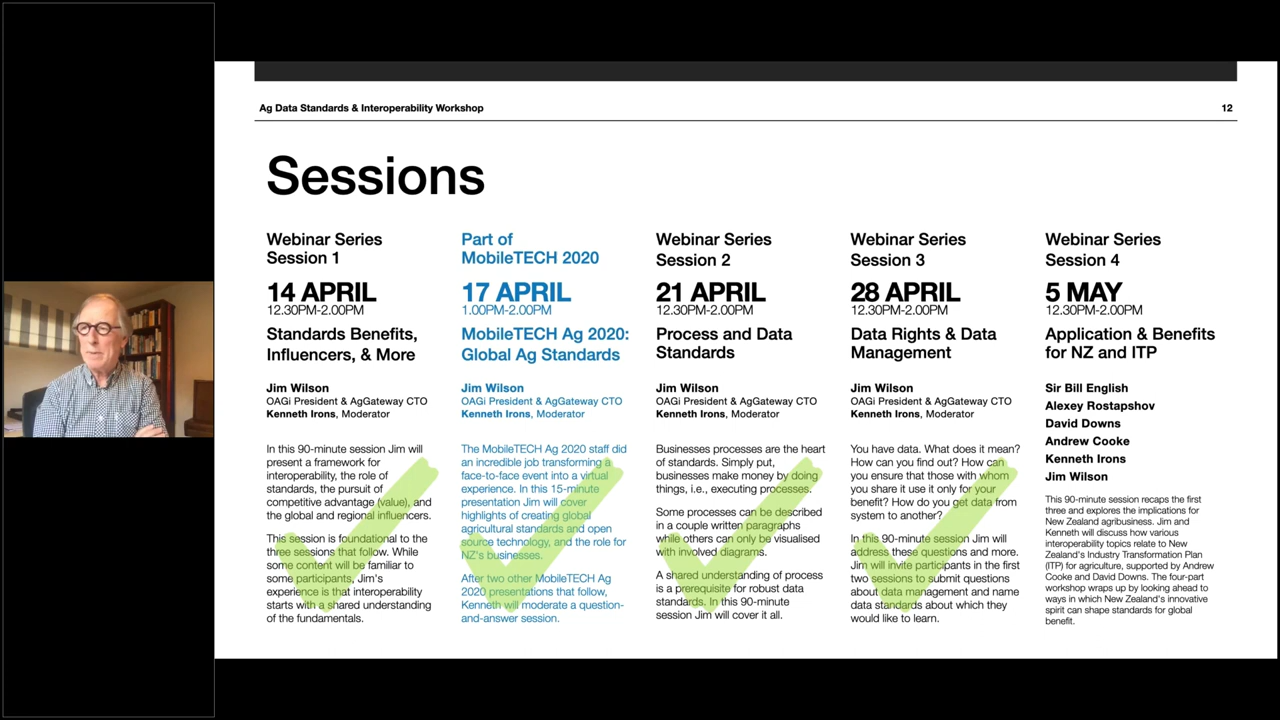 Ag Data Standards & Interoperability Workshop
12
Sessions
Webinar Series
Session 1
14 APRIL
12.30PM-2.00PM
Standards Benefits,
Influencers, & More
Jim Wilson
OAGi President & AgGateway CTO
Kenneth Irons, Moderator
In this 90-minute session Jim will
present a framework for
interoperability, the role of
standards, the pursuit of
competitive advantage (value), and
the global and regional influencers.
This session is foundational to the
three sessions that follow. While
some content will be familiar to
some participants, Jim's
experience is that interoperability
starts with a shared understanding
of the fundamentals.
Part of
MobileTECH 2020
17 APRIL
1.00PM-2.00PM
MobileTECH Ag 2020:
Global Ag Standards
Jim Wilson
OAGi President & AgGateway CTO
Kenneth Irons, Moderator
The MobileTECH Ag 2020 staff did
an incredible job transforming a
face-to-face event into a virtual
experience. In this 15-minute
presentation Jim will cover
highlights of creating global
agricultural standards and open
source technology, and the role for
NZ's businesses.
After two other MobileTECH Ag
2020 presentations that follow,
Kenneth will moderate a question-
and-answer session.
Webinar Series
Session 2
21 APRIL
12.30PM-2.00PM
Process and Data
Standards
Jim Wilson
OAGi President & AgGateway CTO
Kenneth Irons, Moderator
Businesses processes are the heart
of standards. Simply put,
businesses make money by doing
things, i.e., executing processes.
Some processes can be described
in a couple written paragraphs
while others can only be visualised
with involved diagrams.
A shared understanding of process
is a prerequisite for robust data
standards. In this 90-minute
session Jim will cover it all.
Webinar Series
Session 3
28 APRIL
12.30PM-2.00PM
Data Rights & Data
Management
Jim Wilson
OAGi President & AgGateway CTO
Kenneth Irons, Moderator
You have data. What does it mean?
How can you find out? How can
you ensure that those with whom
you share it use it only for your
benefit? How do you get data from
system to another?
In this 90-minute session Jim will
address these questions and more.
Jim will invite participants in the first
two sessions to submit questions
about data management and name
data standards about which they
would like to learn.
Webinar Series
Session 4
5 MAY
12.30PM-2.00PM
Application & Benefits
for NZ and ITP
Sir Bill English
Alexey Rostapshov
David Downs
Andrew Cooke
Kenneth Irons
Jim Wilson
This 90-minute session recaps the first
three and explores the implications for
New Zealand agribusiness. Jim and
Kenneth will discuss how various
interoperability topics relate to New
Zealand's Industry Transformation Plan
(ITP) for agriculture, supported by Andrew
Cooke and David Downs. The four-part
workshop wraps up by looking ahead to
ways in which New Zealand's innovative
spirit can shape standards for global
benefit.